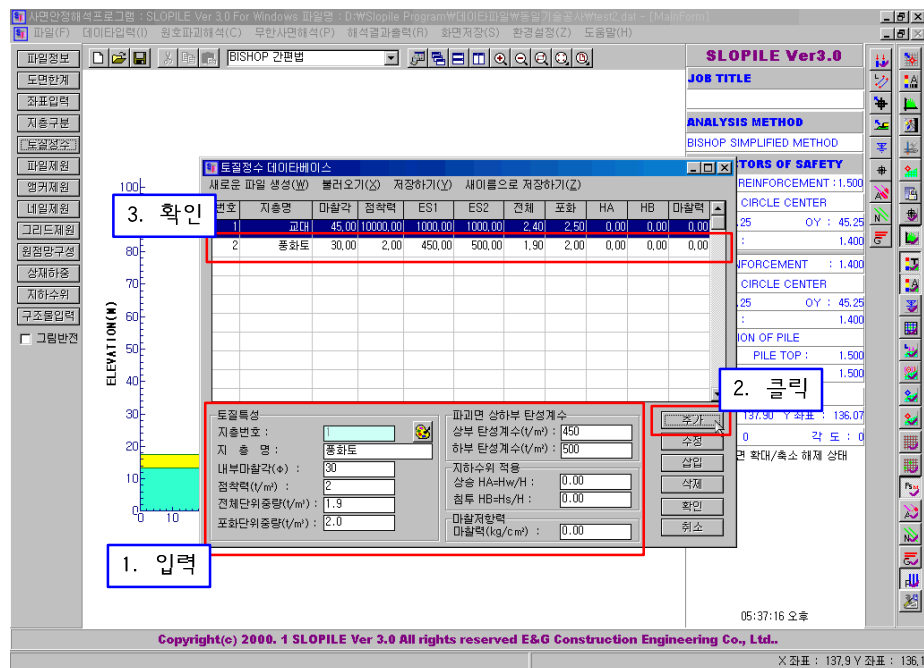 사면안정해석프로그램 : SLOPILE Ver 3.0 For Windows 파일명 : D:₩Slopile Program₩데이타파일₩동일기술공사₩test2.dat - [MainForm]
파일(F) 데이타입력(I) 원호파괴해석(C) 무한사면해석(P) 해석결과출력(R) 화면저장(S) 환경설정(Z) 도움말(H)
파일정보
도면한계
좌표입력
지층구분
토질정수
파일제원
앵커제원
네일제원
그리드제원
원점망구성
상재하중
지하수위
구조물입력
그림반전
BISHOP 간편법
ELEVATION(M)
100
80
70
60
50
40
30
20
10
0
0 10
토질정수 데이타베이스
새로운 파일 생성(W) 불러오기(X) 저장하기(Y) 새이름으로 저장하기(Z)
번호 지층명 마찰각 점착력 ES1 ES2 전체 포화 HA HB 마찰력
1 교대 45,00 10000,00 1000,00 1000,00 2,40 2,50 0,00 0,00 0,00
2 풍화토 30,00 2,00 450,00 500,00 1,90 2,00 0,00 0,00 0,00
3. 확인
2. 클릭
1. 입력
토질특성
지층번호 : 1
지 층 명 : 풍화토
내부마찰각(Φ) : 30
점착력(t/m²) : 2
전체단위중량(t/m³) : 1.9
포화단위중량(t/m³) : 2.0
파괴면 상하부 탄성계수
상부 탄성계수(t/m²) : 450
하부 탄성계수(t/m²) : 500
지하수위 적용
상승 HA=Hw/H : 0.00
침투 HB=Hs/H : 0.00
마찰저항력
마찰력(kg/cm²) : 0.00
추가
수정
삽입
삭제
확인
취소
SLOPILE Ver3.0
JOB TITLE
ANALYSIS METHOD
BISHOP SIMPLIFIED METHOD
TORS OF SAFETY
REINFORCEMENT : 1.500
CIRCLE CENTER
.25 OY : 45.25
: 1.400
FORCEMENT : 1.400
CIRCLE CENTER
.25 OY : 45.25
: 1.400
ION OF PILE
PILE TOP : 1.500
1.500
137.90 Y 좌표 : 136.07
0 각 도 : 0
면 확대/축소 해제 상태
05:37:16 오후
Copyright(c) 2000. 1 SLOPILE Ver 3.0 All rights reserved E&G Construction Engineering Co., Ltd..
X 좌표 : 137,9 Y 좌표 : 136,